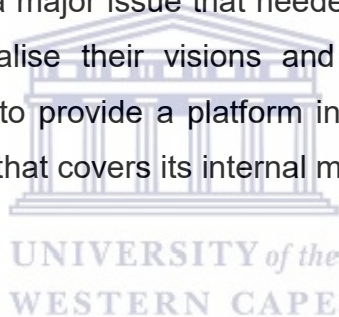 a major issue that neede
alise their visions and
to provide a platform in
that covers its internal m
UNIVERSITY of the
WESTERN CAPE